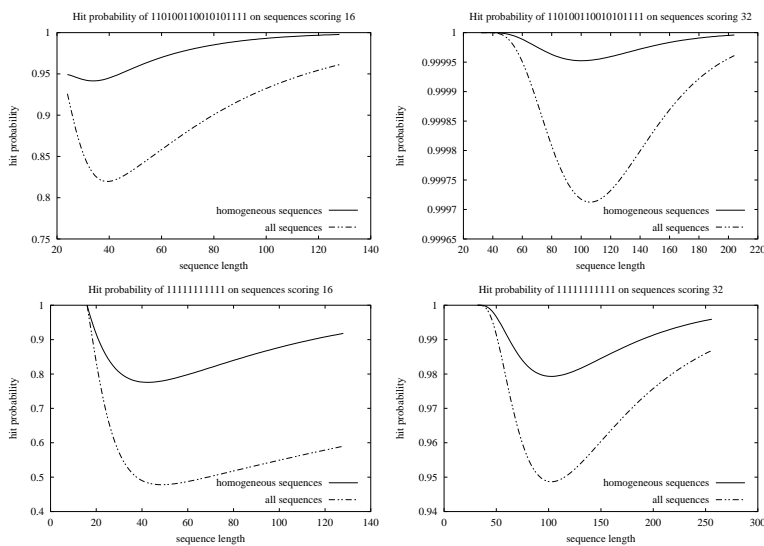 Hit probability of 110100110010101111 on sequences scoring 16
1
0.95
0.9
0.85
0.8
0.75
20 40 60 80 100 120 140
hit probability
sequence length
homogeneous sequences
all sequences
Hit probability of 110100110010101111 on sequences scoring 32
1
0.99995
0.9999
0.99985
0.9998
0.99975
0.9997
0.99965
20 40 60 80 100 120 140 160 180 200 220
hit probability
sequence length
homogeneous sequences
all sequences
Hit probability of 11111111111 on sequences scoring 16
1
0.9
0.8
0.7
0.6
0.5
0.4
0 20 40 60 80 100 120 140
hit probability
sequence length
homogeneous sequences
all sequences
Hit probability of 11111111111 on sequences scoring 32
1
0.99
0.98
0.97
0.96
0.95
0.94
0 50 100 150 200 250 300
hit probability
sequence length
homogeneous sequences
all sequences